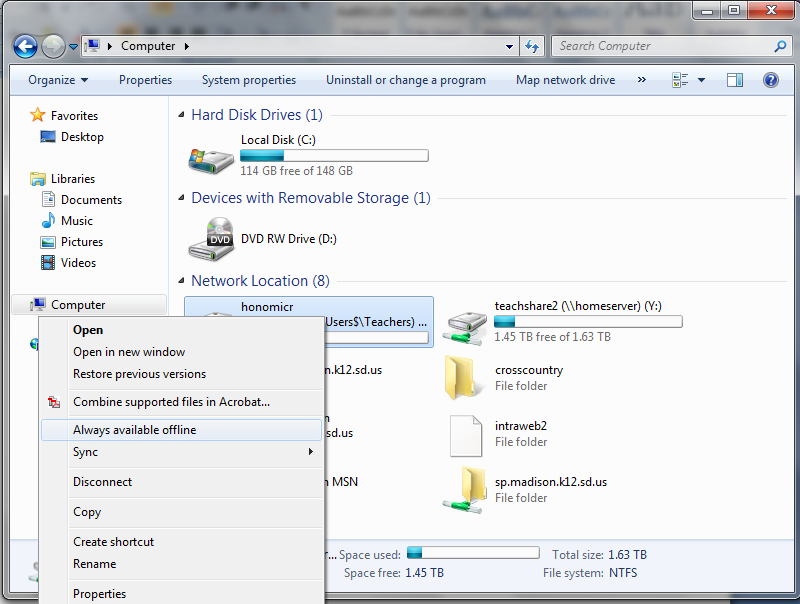 Computer
Search Computer
Organize Properties System properties Uninstall or change a program Map network drive »
Favorites
Desktop
Libraries
Documents
Music
Pictures
Videos
Computer
Hard Disk Drives (1)
Local Disk (C:)
114 GB free of 148 GB
Devices with Removable Storage (1)
DVD
DVD RW Drive (D:)
Network Location (8)
honomicr
Users$\Teachers) ...
teachshare2 (\\homeserver) (Y:)
1.45 TB free of 1.63 TB
n.k12.sd.us
crosscountry
File folder
sd.us
intraweb2
File folder
n MSN
sp.madison.k12.sd.us
File folder
Open
Open in new window
Restore previous versions
Combine supported files in Acrobat...
Always available offline
Sync
Disconnect
Copy
Create shortcut
Rename
Properties
r... Space used: Total size: 1.63 TB
Space free: 1.45 TB File system: NTFS